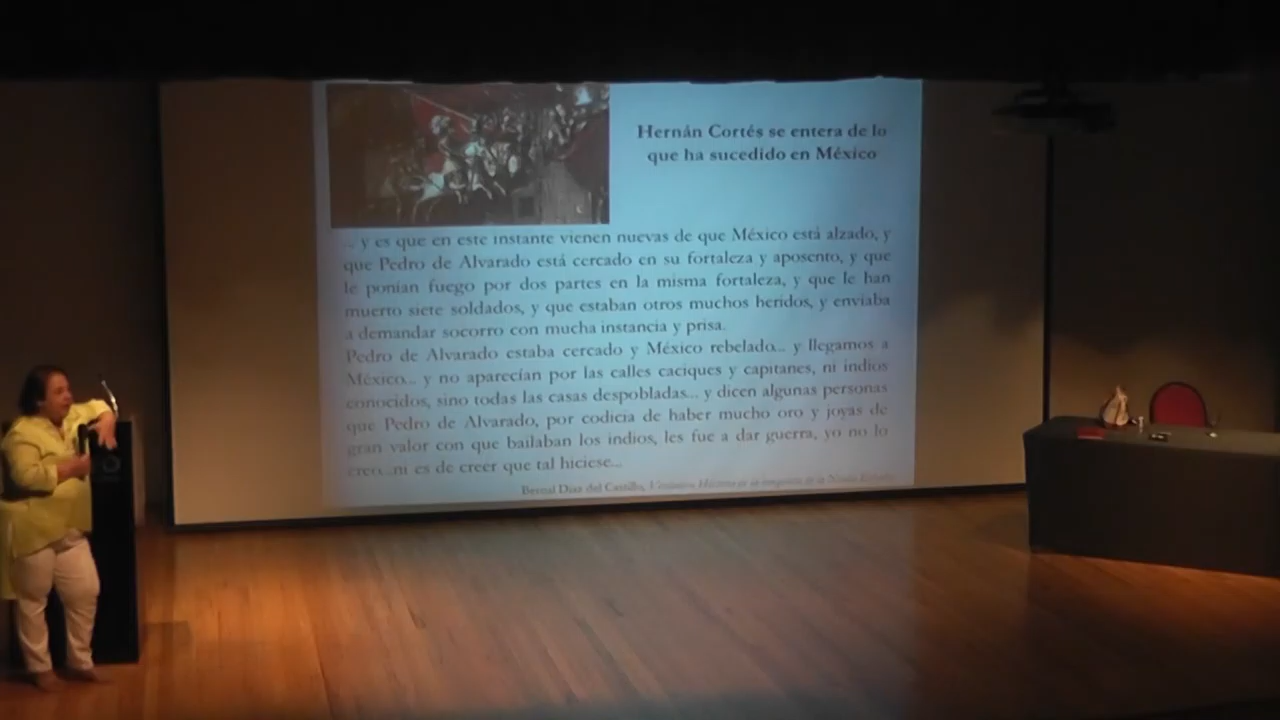 Hernán Cortés se entera de lo
que ha sucedido en México
... y es que en este instante vienen nuevas de que México está alzado, y
que Pedro de Alvarado está cercado en su fortaleza y aposento, y que
le ponían fuego por dos partes en la misma fortaleza, y que le han
muerto siete soldados, y que estaban otros muchos heridos, y enviaba
a demandar socorro con mucha instancia y prisa.
Pedro de Alvarado estaba cercado y México rebelado... y llegamos a
México... y no aparecían por las calles caciques y capitanes, ni indios
conocidos, sino todas las casas despobladas... y dicen algunas personas
que Pedro de Alvarado, por codicia de haber mucho oro y joyas de
gran valor con que bailaban los indios, les fue a dar guerra, yo no lo
creo...ni es de creer que tal hiciese...
Bernal Díaz del Castillo, Historia de la de la Nueva